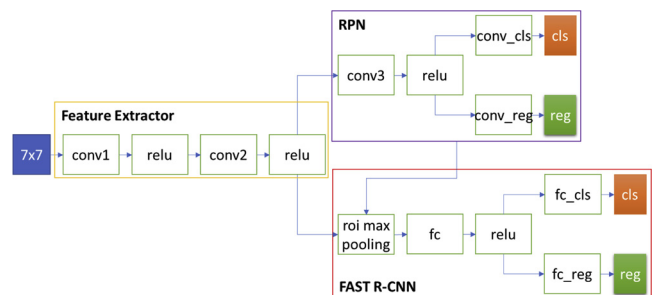 RPN
conv_cls
cls
conv3
relu
conv_reg
reg
Feature Extractor
7x7
conv1
relu
conv2
relu
roi max
pooling
fc
relu
fc_cls
cls
fc_reg
reg
FAST R-CNN